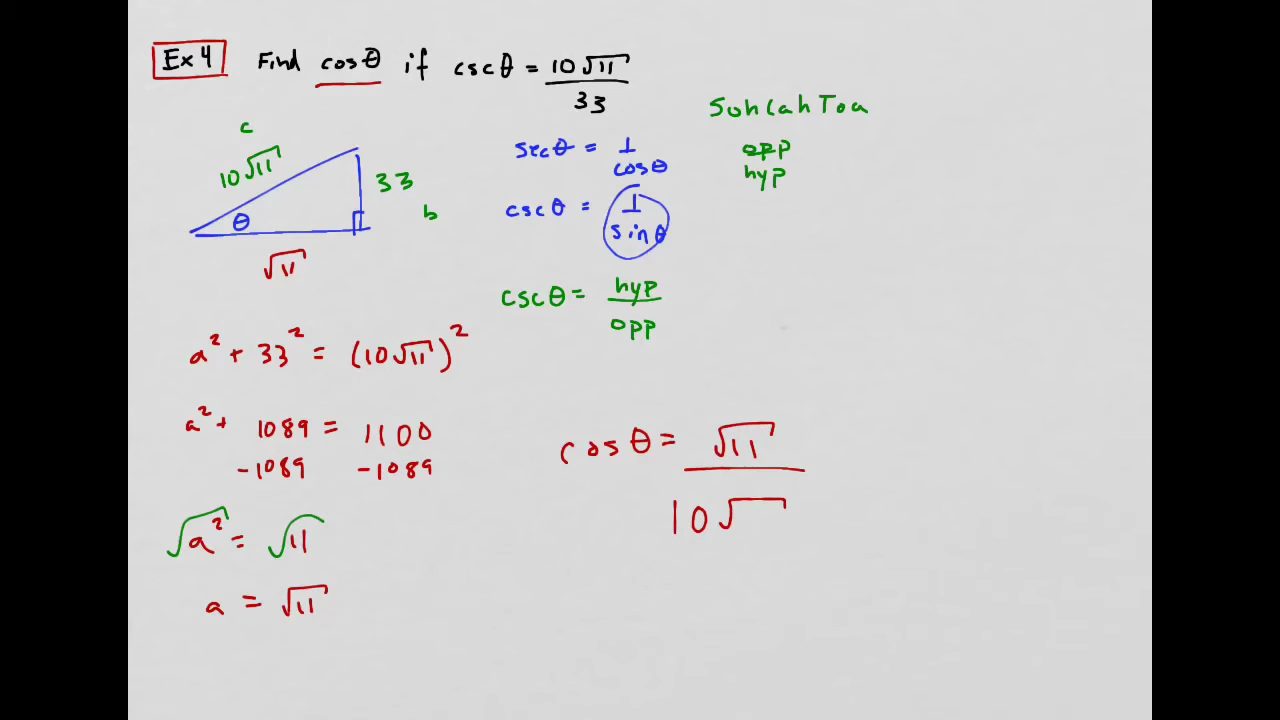 Ex 4 Find cosθ if cscθ = 10√11 / 33
SohCahToa
opp
hyp
c
10√11
33
b
θ
√11
secθ = 1 / cosθ
cscθ = 1 / sinθ
cscθ = hyp / opp
a² + 33² = (10√11)²
a² + 1089 = 1100
-1089 -1089
√a² = √11
a = √11
cosθ = √11 / 10√